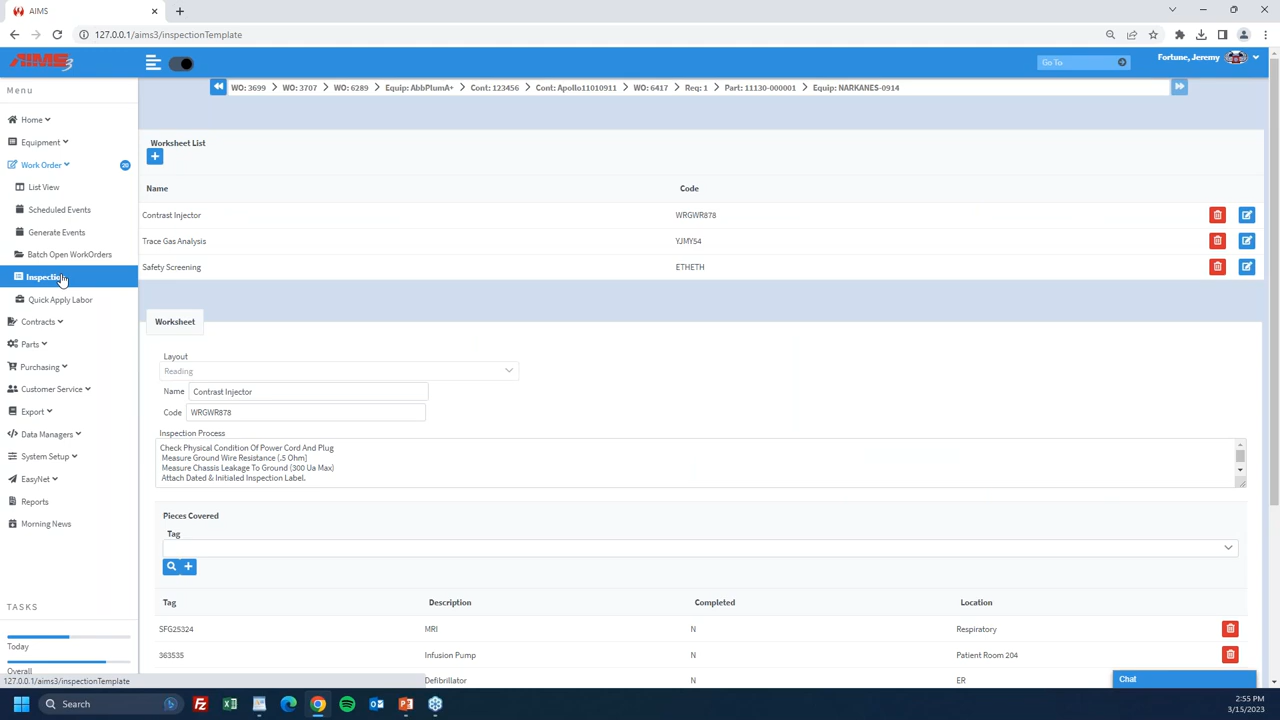 AIMS
127.0.0.1/aims3/inspectionTemplate
AIMS3
Go To
Fortune, Jeremy
Menu
WO: 3699 > WO: 3707 > WO: 6289 > Equip: AbbPlumA+ > Cont: 123456 > Cont: Apollo11010911 > WO: 6417 > Req: 1 > Part: 11130-000001 > Equip: NARKANES-0914
Home
Equipment
Work Order 20
List View
Scheduled Events
Generate Events
Batch Open WorkOrders
Inspection
Quick Apply Labor
Contracts
Parts
Purchasing
Customer Service
Export
Data Managers
System Setup
EasyNet
Reports
Morning News
TASKS
Today
Overall
127.0.0.1/aims3/inspectionTemplate
Worksheet List
+
Name Code
Contrast Injector WRGWR878
Trace Gas Analysis YJMY54
Safety Screening ETHETH
Worksheet
Layout
Reading
Name Contrast Injector
Code WRGWR878
Inspection Process
Check Physical Condition Of Power Cord And Plug
Measure Ground Wire Resistance (.5 Ohm)
Measure Chassis Leakage To Ground (300 Ua Max)
Attach Dated & Initialed Inspection Label.
Pieces Covered
Tag
Tag Description Completed Location
SFG25324 MRI N Respiratory
363535 Infusion Pump N Patient Room 204
Defibrillator N ER
Chat
Search
2:55 PM
3/15/2023